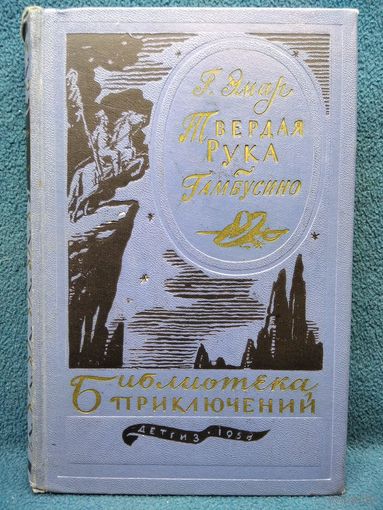 Г. Эмар
Твердая
Рука
Гамбусино
Библиотека
приключений
ДЕТГИЗ · 1958